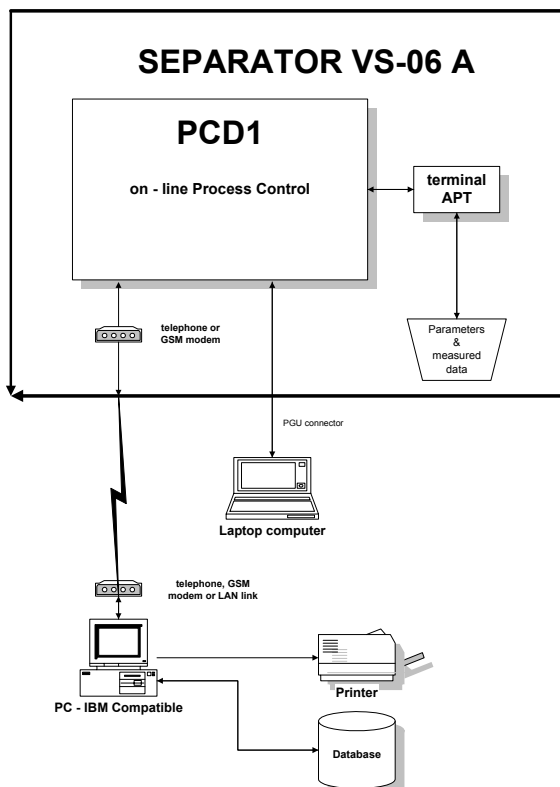 SEPARATOR VS-06 A
PCD1
on - line Process Control
terminal
APT
telephone or
GSM modem
Parameters
&
measured
data
PGU connector
Laptop computer
telephone, GSM
modem or LAN link
PC - IBM Compatible
Printer
Database